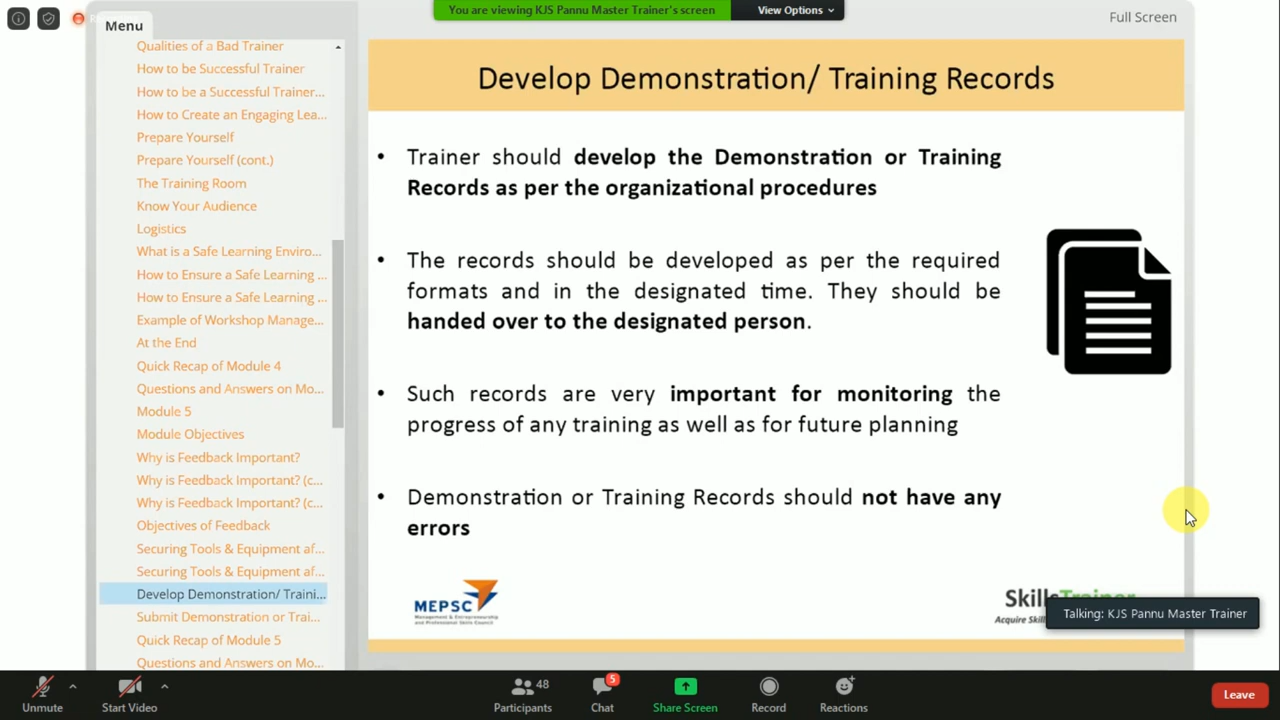 You are viewing KJS Pannu Master Trainer's screen
View Options
Menu
Full Screen
Qualities of a Bad Trainer
How to be Successful Trainer
How to be a Successful Trainer...
How to Create an Engaging Lea...
Prepare Yourself
Prepare Yourself (cont.)
The Training Room
Know Your Audience
Logistics
What is a Safe Learning Enviro...
How to Ensure a Safe Learning ...
How to Ensure a Safe Learning ...
Example of Workshop Manage...
At the End
Quick Recap of Module 4
Questions and Answers on Mo...
Module 5
Module Objectives
Why is Feedback Important?
Why is Feedback Important? (c...
Why is Feedback Important? (c...
Objectives of Feedback
Securing Tools & Equipment af...
Securing Tools & Equipment af...
Develop Demonstration/ Traini...
Submit Demonstration or Trai...
Quick Recap of Module 5
Questions and Answers on Mo...
Develop Demonstration/ Training Records
• Trainer should develop the Demonstration or Training
Records as per the organizational procedures
• The records should be developed as per the required
formats and in the designated time. They should be
handed over to the designated person.
• Such records are very important for monitoring the
progress of any training as well as for future planning
• Demonstration or Training Records should not have any
errors
MEPSC
Management & Entrepreneurship
and Professional Skills Council
SkillsTrainer
Acquire Skil
Talking: KJS Pannu Master Trainer
Unmute
Start Video
48
Participants
5
Chat
Share Screen
Record
Reactions
Leave